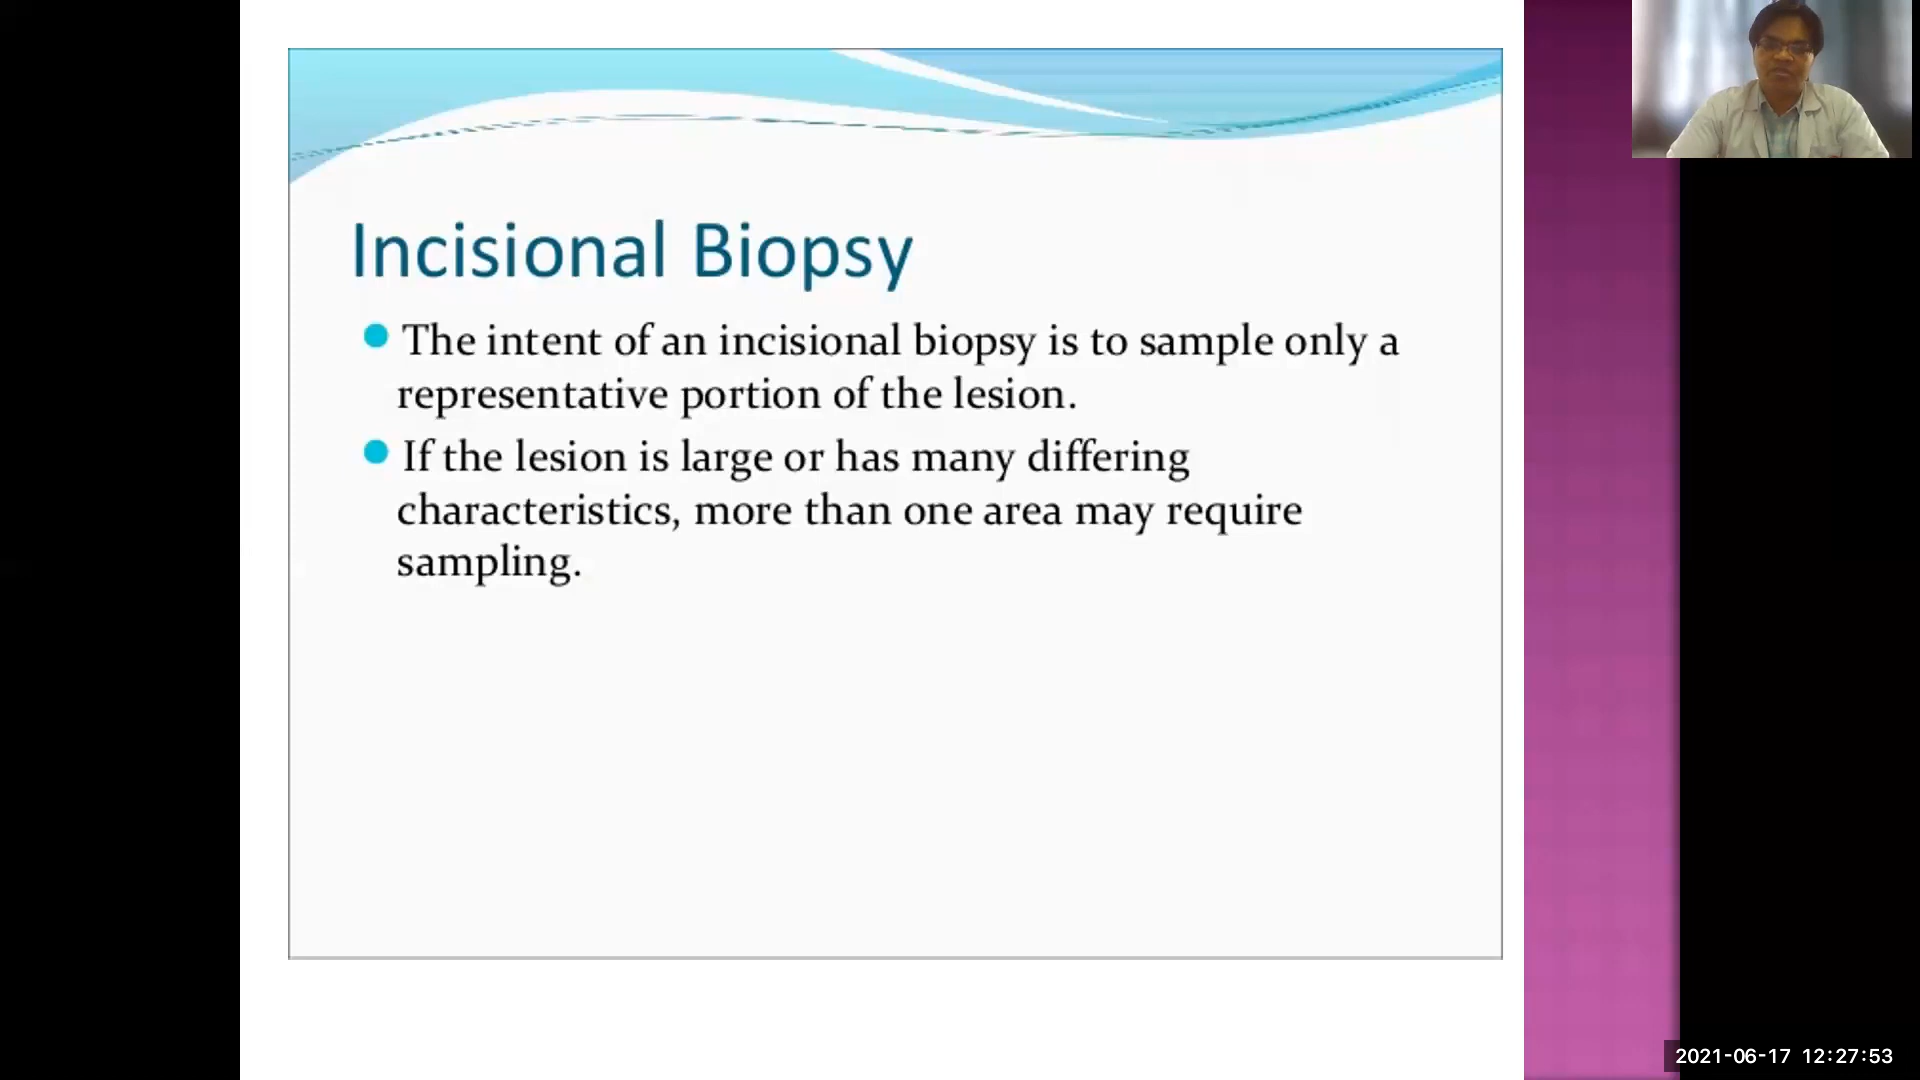 Incisional Biopsy
The intent of an incisional biopsy is to sample only a
representative portion of the lesion.
If the lesion is large or has many differing
characteristics, more than one area may require
sampling.
2021-06-17 12:27:53